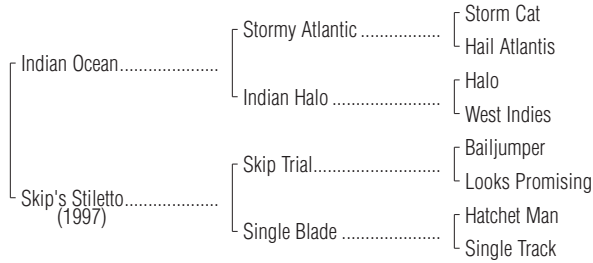 Storm Cat
Stormy Atlantic ....................
Hail Atlantis
Indian Ocean.........................
Halo
Indian Halo ...........................
West Indies
Bailjumper
Skip Trial................................
Looks Promising
Skip's Stiletto........................
(1997)
Hatchet Man
Single Blade .........................
Single Track